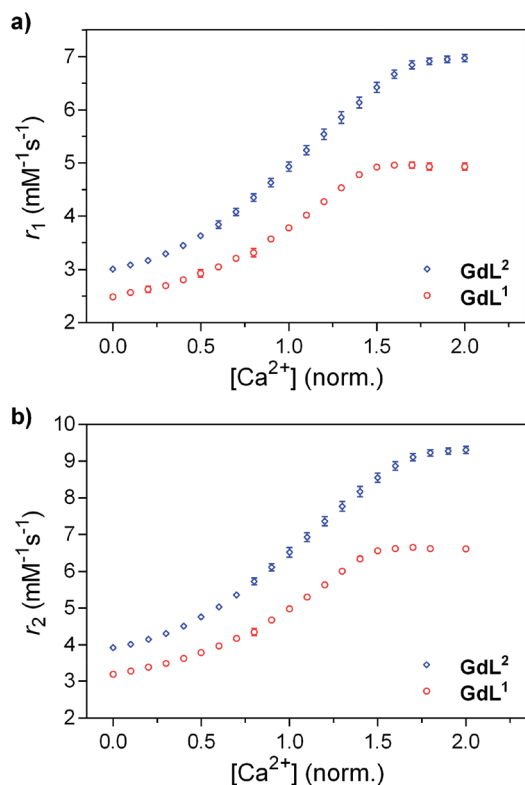 a)
7
6
5
4
3
2
r₁ (mM⁻¹s⁻¹)
GdL²
GdL¹
0.0 0.5 1.0 1.5 2.0
[Ca²⁺] (norm.)
b)
10
9
8
7
6
5
4
3
2
r₂ (mM⁻¹s⁻¹)
GdL²
GdL¹
0.0 0.5 1.0 1.5 2.0
[Ca²⁺] (norm.)